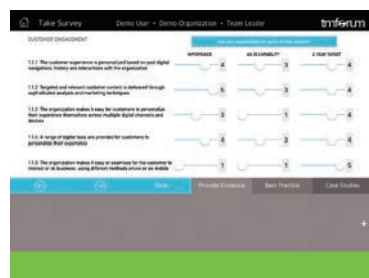 Take Survey
Demo User • Demo Organization • Team Leader
tmforum
CUSTOMER ENGAGEMENT
IMPORTANCE
AS IS CAPABILITY
2 YEAR TARGET
1.1.1 The customer experience is personalized based on past digital
navigations, history and interactions with the organization
4
3
4
1.1.2 Targeted and relevant customer content is delivered through
sophisticated analysis and marketing techniques
5
3
4
1.1.3 The organization makes it easy for customers to personalize
their experience themselves across multiple digital channels and
devices
3
1
4
1.1.4 A range of digital tools are provided for customers to
personalize their experience
4
3
4
1.1.5 The organization makes it easy or seamless for the customer to
interact or do business, using different methods online or on mobile
1
1
5
Provide Evidence
Best Practice
Case Studies
+